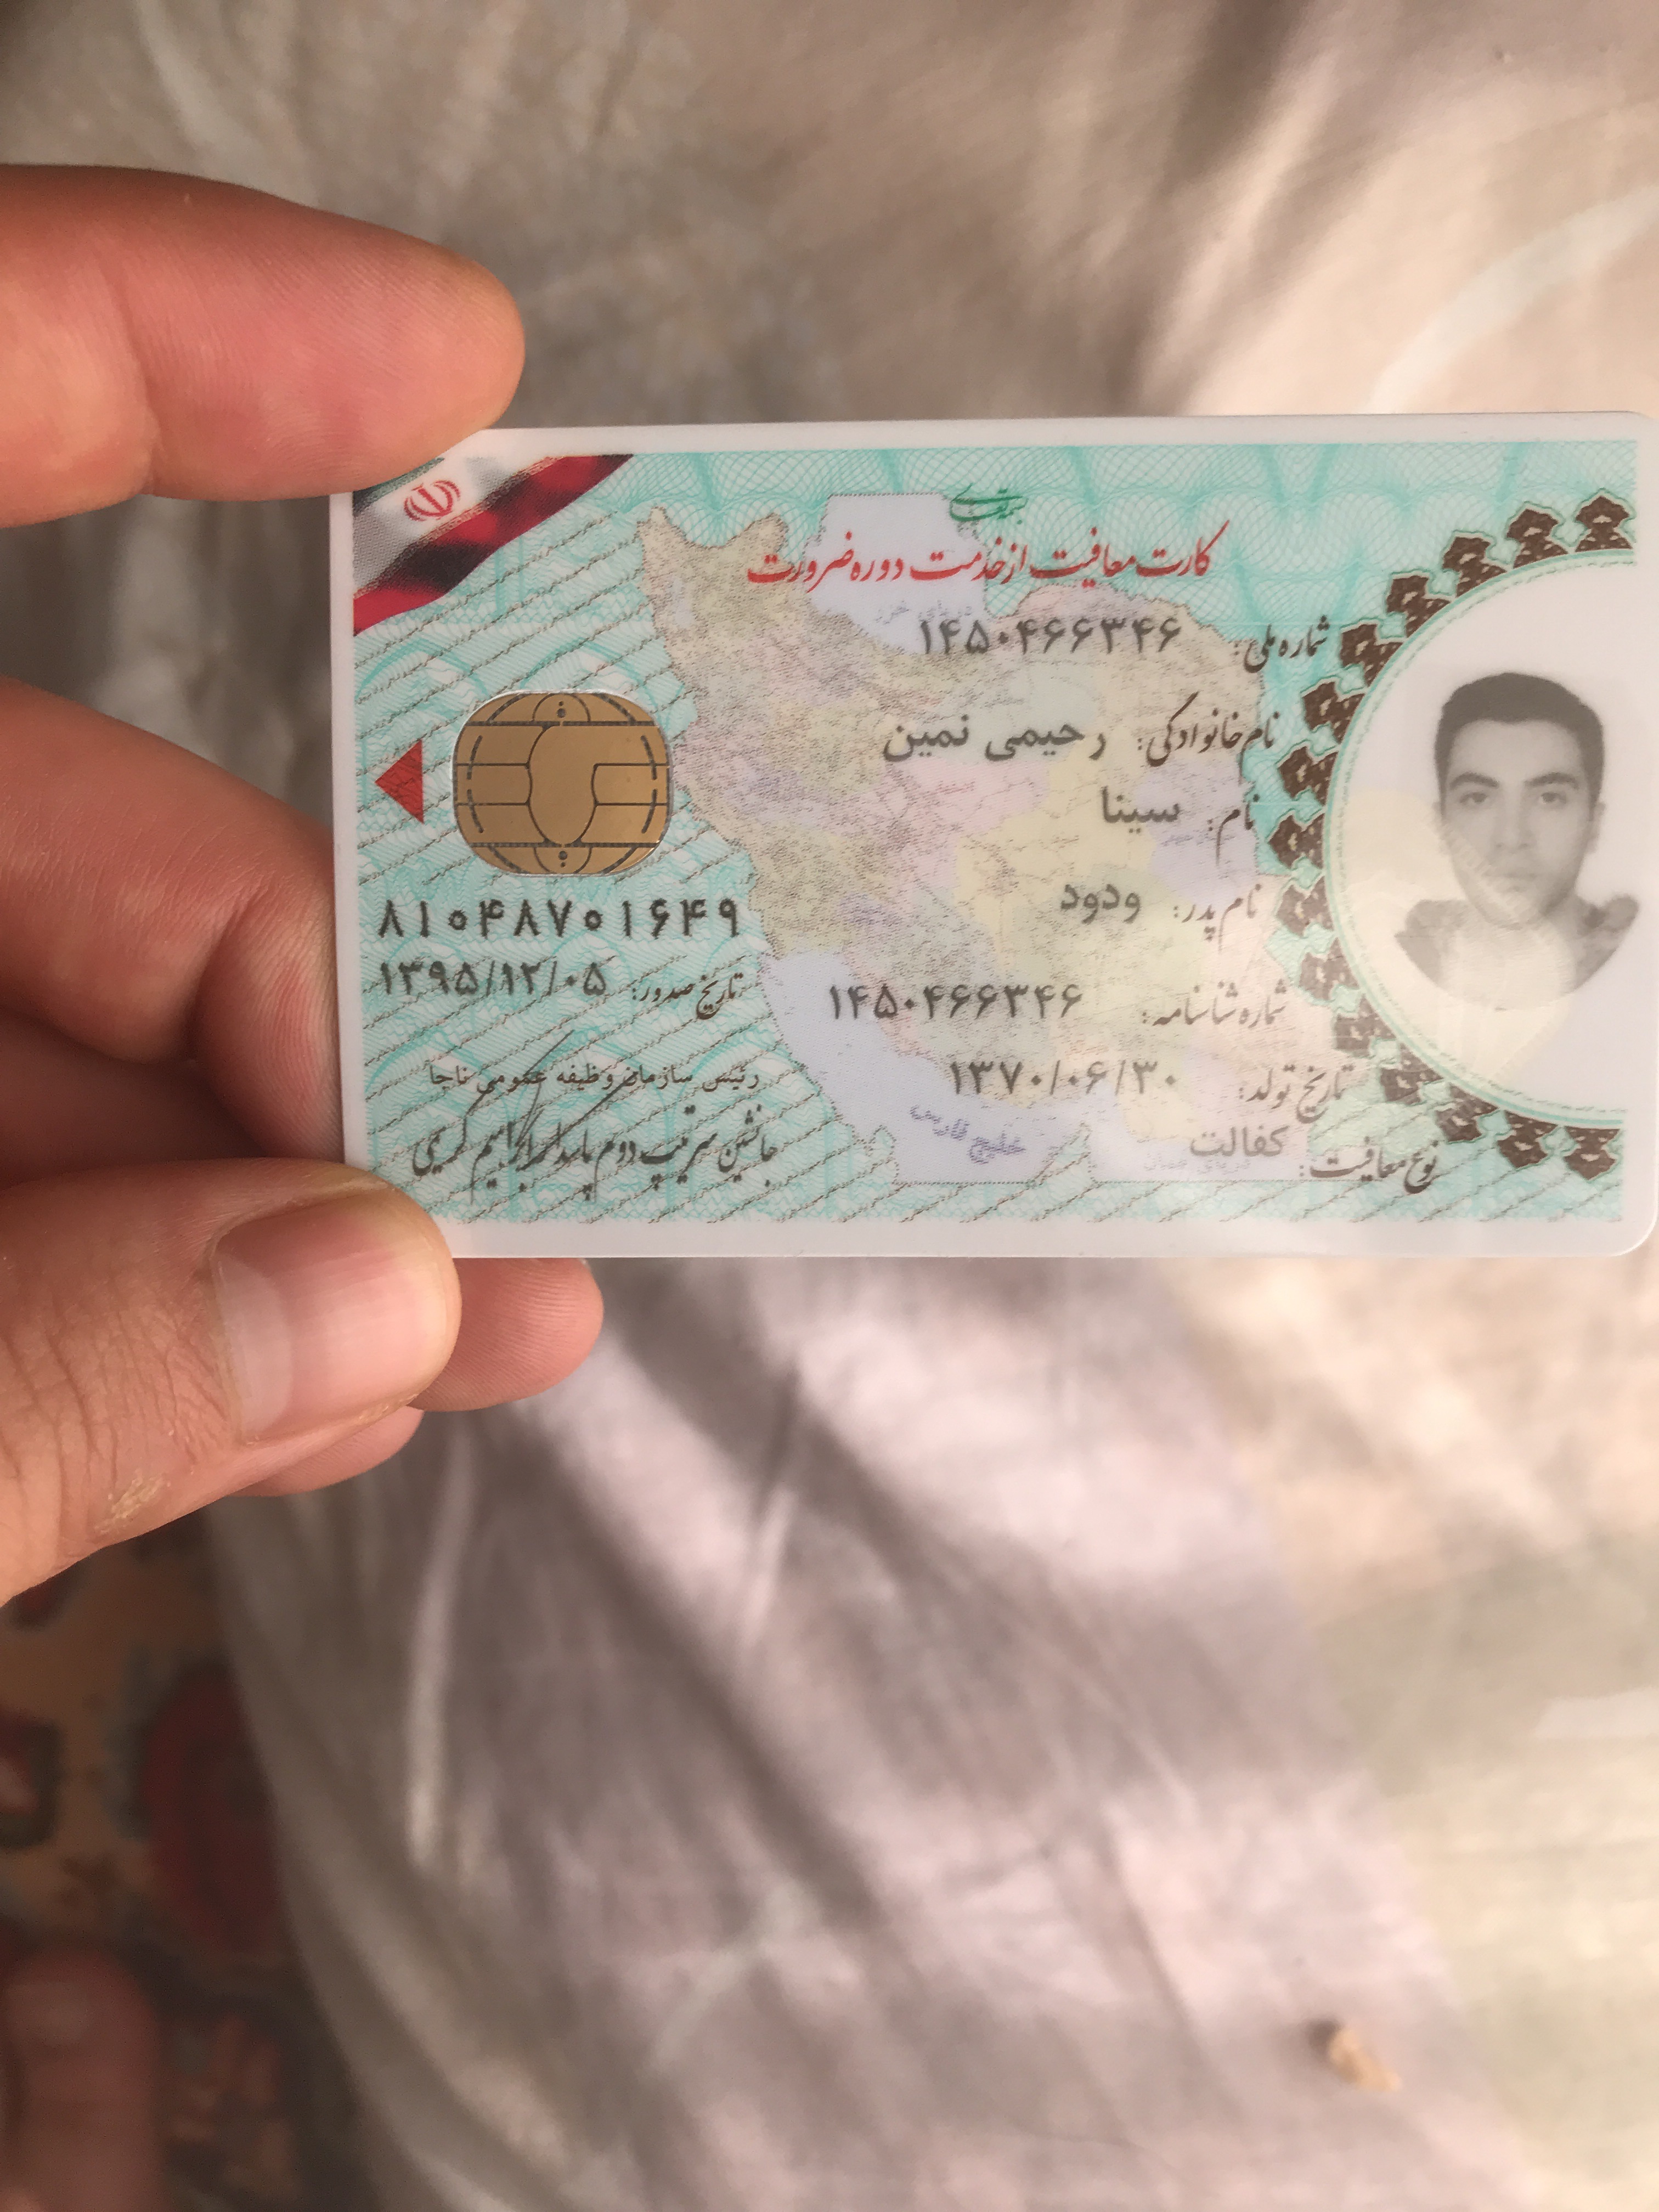 کارت معافیت از خدمت دوره ضرورت
شماره ملی: ۱۴۵۰۴۶۶۳۴۶
نام خانوادگی: رحیمی نمین
نام: سینا
نام پدر: ودود
شماره شناسنامه: ۱۴۵۰۴۶۶۳۴۶
تاریخ تولد: ۱۳۷۰/۰۶/۳۰
نوع معافیت: کفالت
۸۱۰۴۸۷۰۱۶۴۹
تاریخ صدور: ۱۳۹۵/۱۲/۰۵
رئیس سازمان وظیفه عمومی ناجا
جانشین سرتیپ دوم پاسدار ابراهیم کریمی
دریای خزر
خلیج فارس
دریای عمان